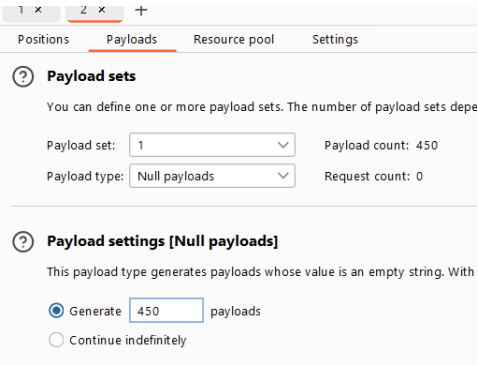 1 × 2 × +
Positions Payloads Resource pool Settings
? Payload sets
You can define one or more payload sets. The number of payload sets depe
Payload set: 1 Payload count: 450
Payload type: Null payloads Request count: 0
? Payload settings [Null payloads]
This payload type generates payloads whose value is an empty string. With
Generate 450 payloads
Continue indefinitely